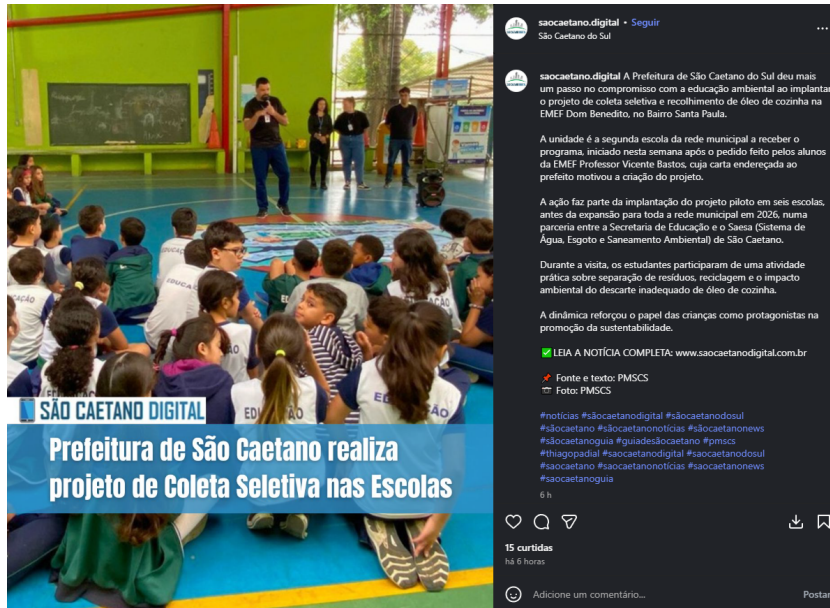 EDUCAÇÃO
EDUCAÇÃO
SÃO CAETANO DIGITAL
Prefeitura de São Caetano realiza
projeto de Coleta Seletiva nas Escolas
saocaetano.digital • Seguir
São Caetano do Sul
saocaetano.digital A Prefeitura de São Caetano do Sul deu mais
um passo no compromisso com a educação ambiental ao implantar
o projeto de coleta seletiva e recolhimento de óleo de cozinha na
EMEF Dom Benedito, no Bairro Santa Paula.
A unidade é a segunda escola da rede municipal a receber o
programa, iniciado nesta semana após o pedido feito pelos alunos
da EMEF Professor Vicente Bastos, cuja carta endereçada ao
prefeito motivou a criação do projeto.
A ação faz parte da implantação do projeto piloto em seis escolas,
antes da expansão para toda a rede municipal em 2026, numa
parceria entre a Secretaria de Educação e o Saesa (Sistema de
Água, Esgoto e Saneamento Ambiental) de São Caetano.
Durante a visita, os estudantes participaram de uma atividade
prática sobre separação de resíduos, reciclagem e o impacto
ambiental do descarte inadequado de óleo de cozinha.
A dinâmica reforçou o papel das crianças como protagonistas na
promoção da sustentabilidade.
✅ LEIA A NOTÍCIA COMPLETA: www.saocaetanodigital.com.br
📌 Fonte e texto: PMSCS
📷 Foto: PMSCS
#notícias #sãocaetanodigital #sãocaetanodosul
#sãocaetano #sãocaetanonotícias #sãocaetanonews
#sãocaetanoguia #guiadesãocaetano #pmscs
#thiagopadial #saocaetanodigital #saocaetanodosul
#saocaetano #saocaetanonotícias #saocaetanonews
#saocaetanoguia
6 h
15 curtidas
há 6 horas
Adicione um comentário...
Postar